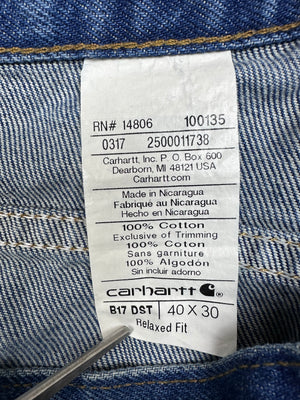 RN# 14806 100135
0317 2500011738
Carhartt, Inc. P. O. Box 600
Dearborn, MI 48121 USA
Carhartt.com
Made in Nicaragua
Fabriqué au Nicaragua
Hecho en Nicaragua
100% Cotton
Exclusive of Trimming
100% Coton
Sans garniture
100% Algodón
Sin incluir adorno
carhartt
B17 DST 40 X 30
Relaxed Fit